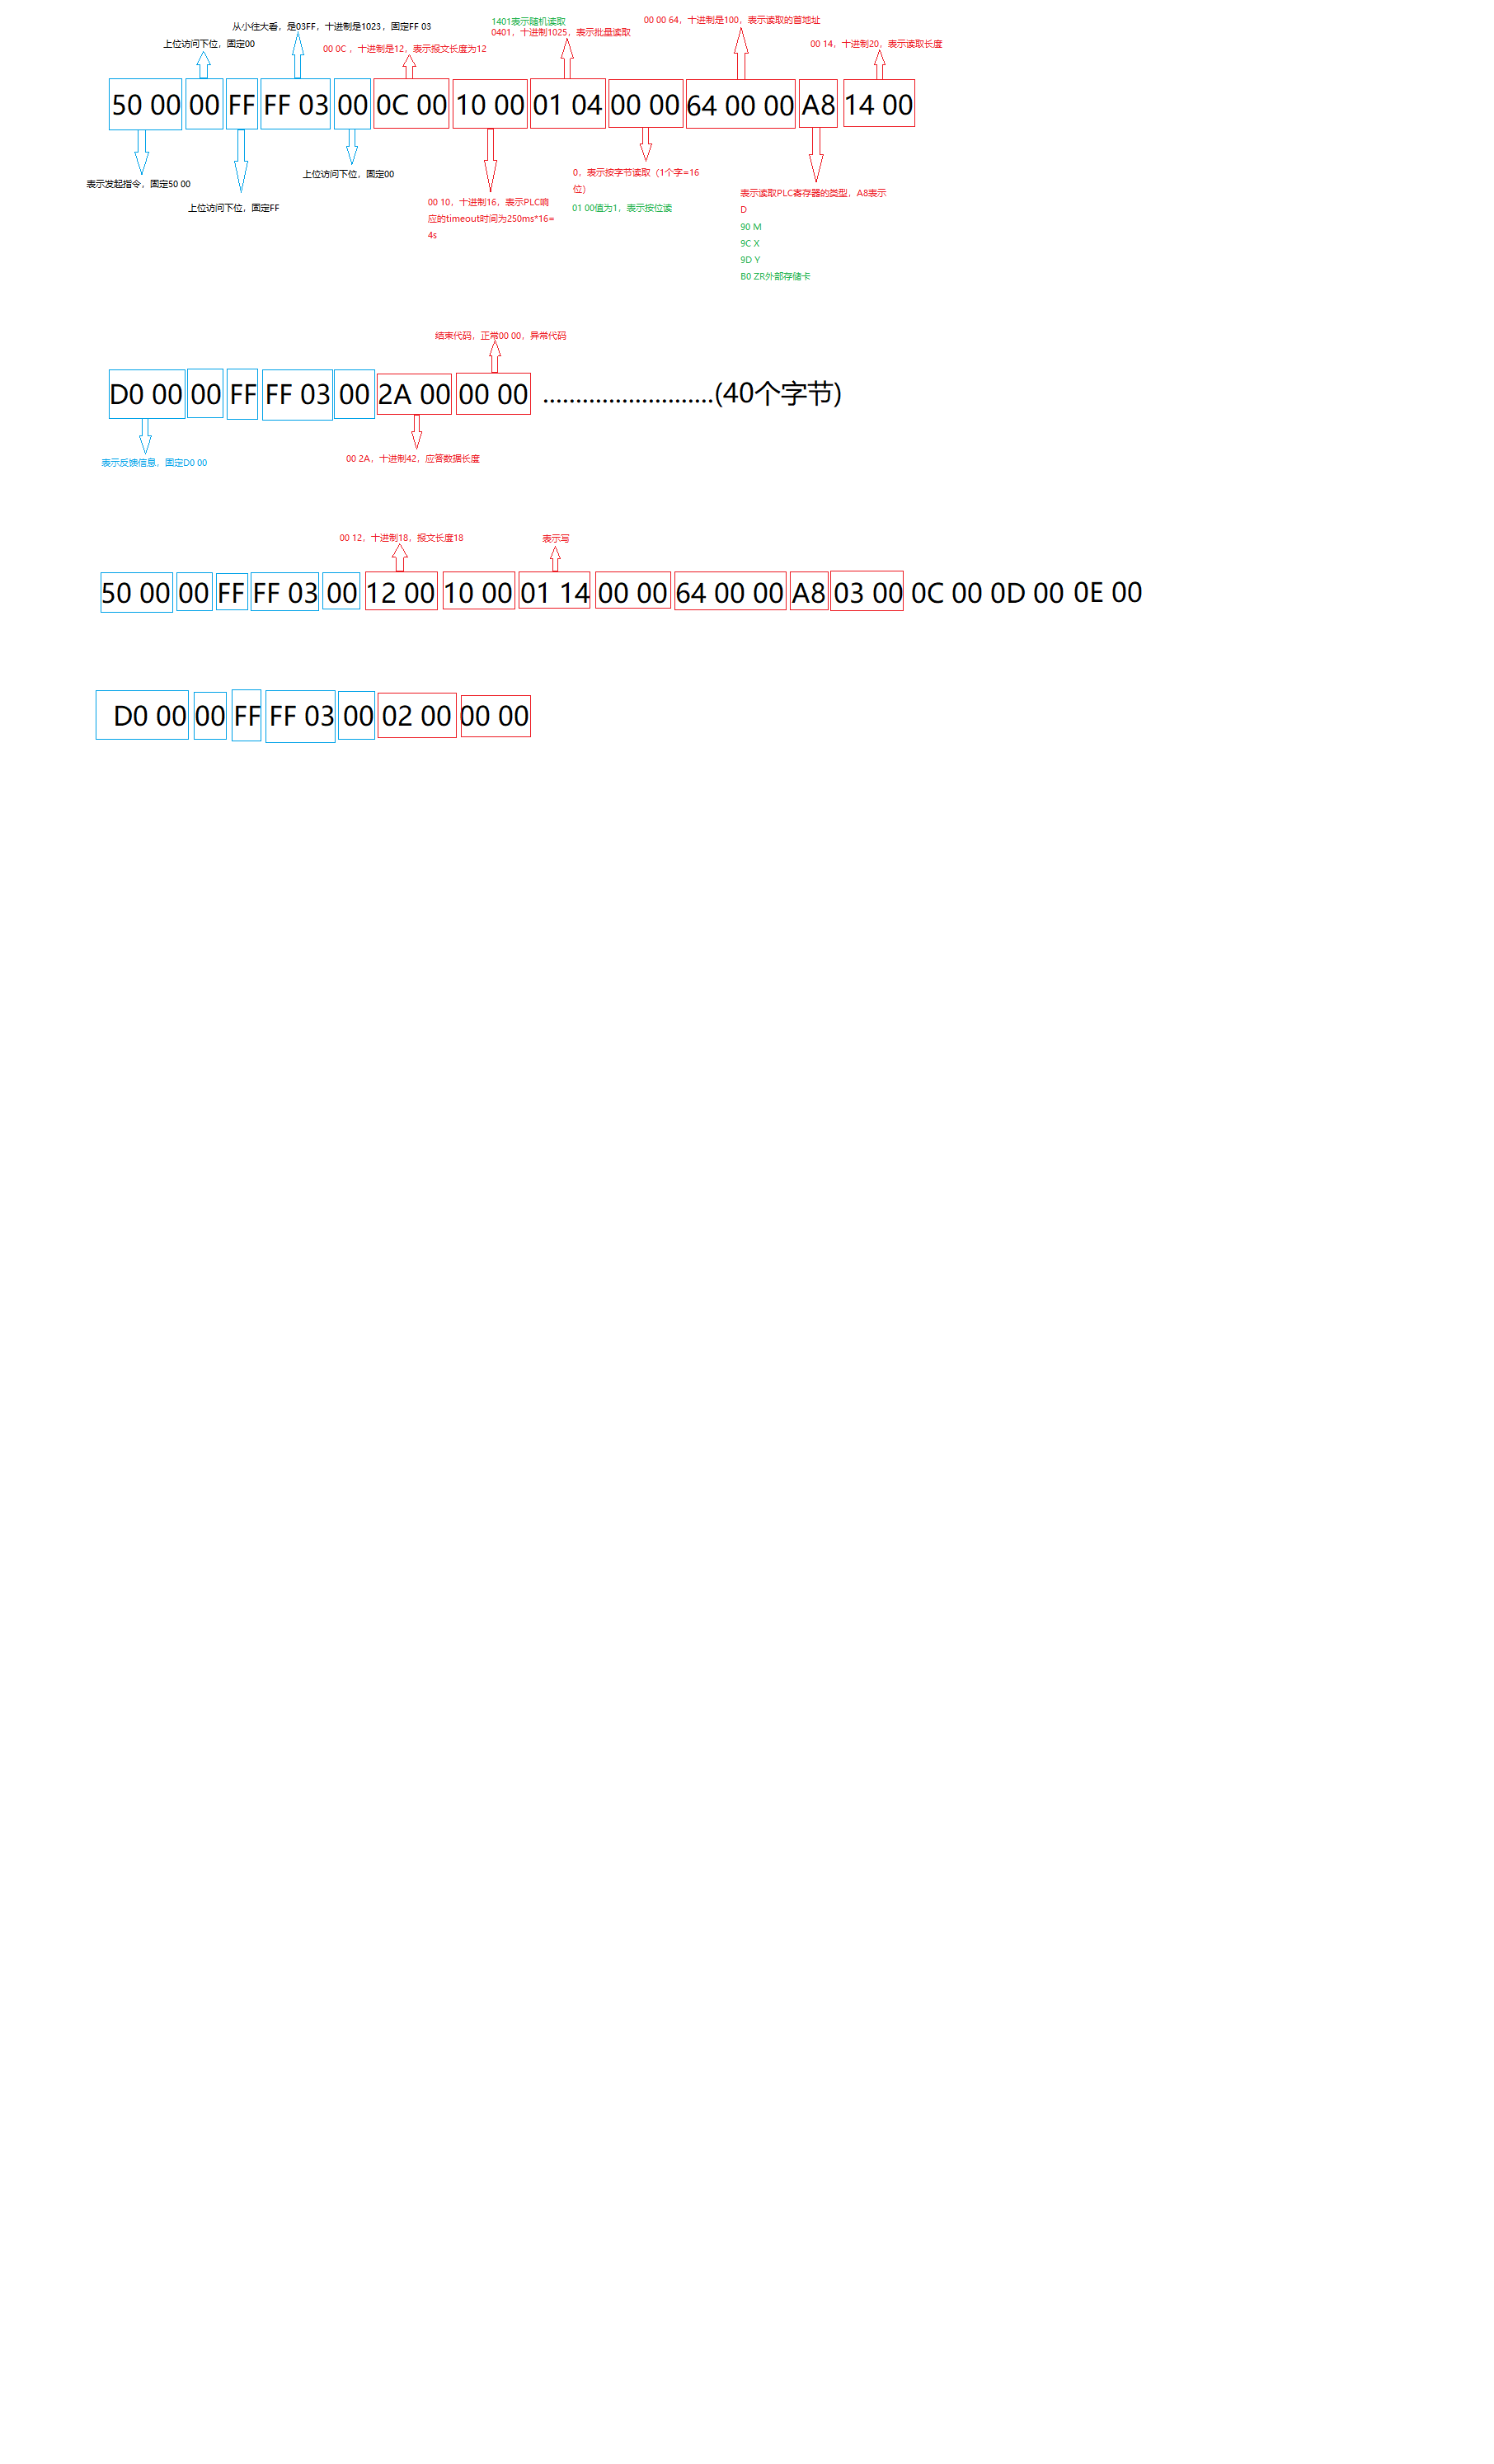 1401表示随机读取
00 00 64，十进制是100，表示读取的首地址
从小往大看，是03FF，十进制是1023，固定FF 03
0401，十进制1025，表示批量读取
上位访问下位，固定00
00 0C ，十进制是12，表示报文长度为12
00 14，十进制20，表示读取长度
50 00 00 FF FF 03 00 0C 00 10 00 01 04 00 00 64 00 00 A8 14 00
表示发起指令，固定50 00
上位访问下位，固定FF
上位访问下位，固定00
00 10，十进制16，表示PLC响
应的timeout时间为250ms*16=
4s
0，表示按字节读取（1个字=16
位）
01 00值为1，表示按位读
表示读取PLC寄存器的类型，A8表示
D
90 M
9C X
9D Y
B0 ZR外部存储卡
结束代码，正常00 00，异常代码
D0 00 00 FF FF 03 00 2A 00 00 00 ..........................(40个字节)
表示反馈信息，固定D0 00
00 2A，十进制42，应答数据长度
00 12，十进制18，报文长度18
表示写
50 00 00 FF FF 03 00 12 00 10 00 01 14 00 00 64 00 00 A8 03 00 0C 00 0D 00 0E 00
D0 00 00 FF FF 03 00 02 00 00 00